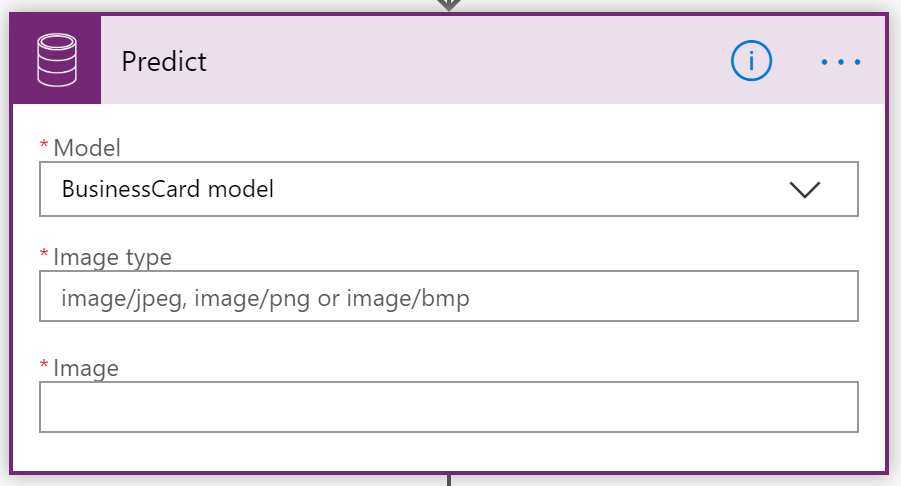 Predict
* Model
BusinessCard model
* Image type
image/jpeg, image/png or image/bmp
* Image